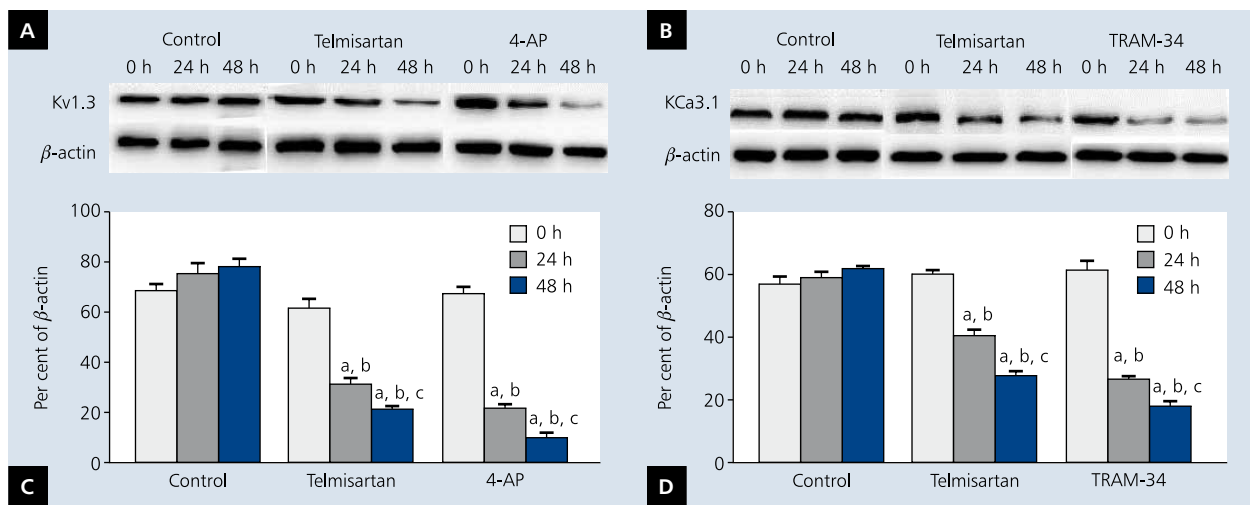 A
Control Telmisartan 4-AP
0 h 24 h 48 h 0 h 24 h 48 h 0 h 24 h 48 h
Kv1.3
β-actin
B
Control Telmisartan TRAM-34
0 h 24 h 48 h 0 h 24 h 48 h 0 h 24 h 48 h
KCa3.1
β-actin
C
Per cent of β-actin
100
80
60
40
20
0
0 h
24 h
48 h
a, b
a, b, c
a, b
a, b, c
Control Telmisartan 4-AP
D
Per cent of β-actin
80
60
40
20
0
0 h
24 h
48 h
a, b
a, b, c
a, b
a, b, c
Control Telmisartan TRAM-34